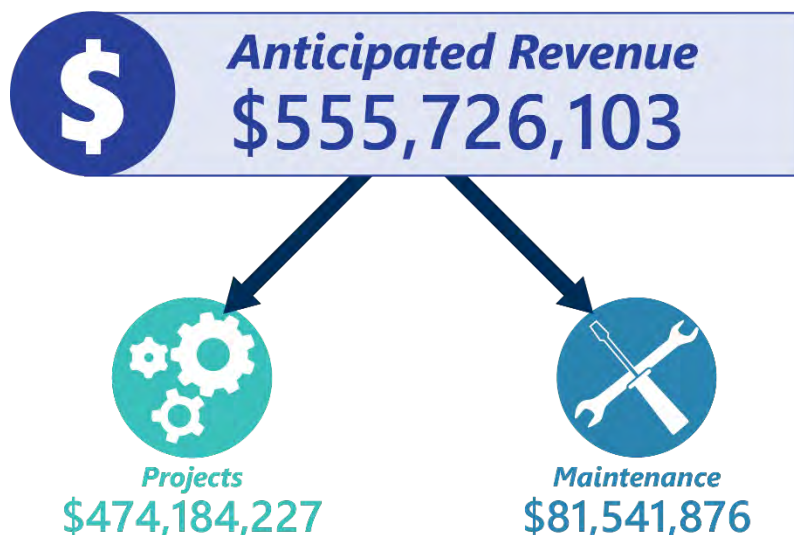 $
Anticipated Revenue
$555,726,103
Projects
$474,184,227
Maintenance
$81,541,876